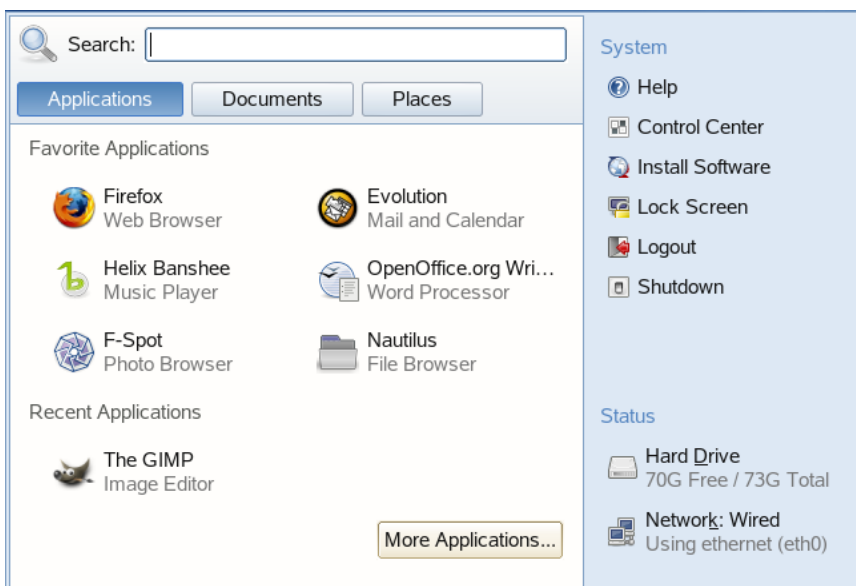 Search:
Applications
Documents
Places
Favorite Applications
Firefox
Web Browser
Evolution
Mail and Calendar
Helix Banshee
Music Player
OpenOffice.org Wri...
Word Processor
F-Spot
Photo Browser
Nautilus
File Browser
Recent Applications
The GIMP
Image Editor
More Applications...
System
Help
Control Center
Install Software
Lock Screen
Logout
Shutdown
Status
Hard Drive
70G Free / 73G Total
Network: Wired
Using ethernet (eth0)